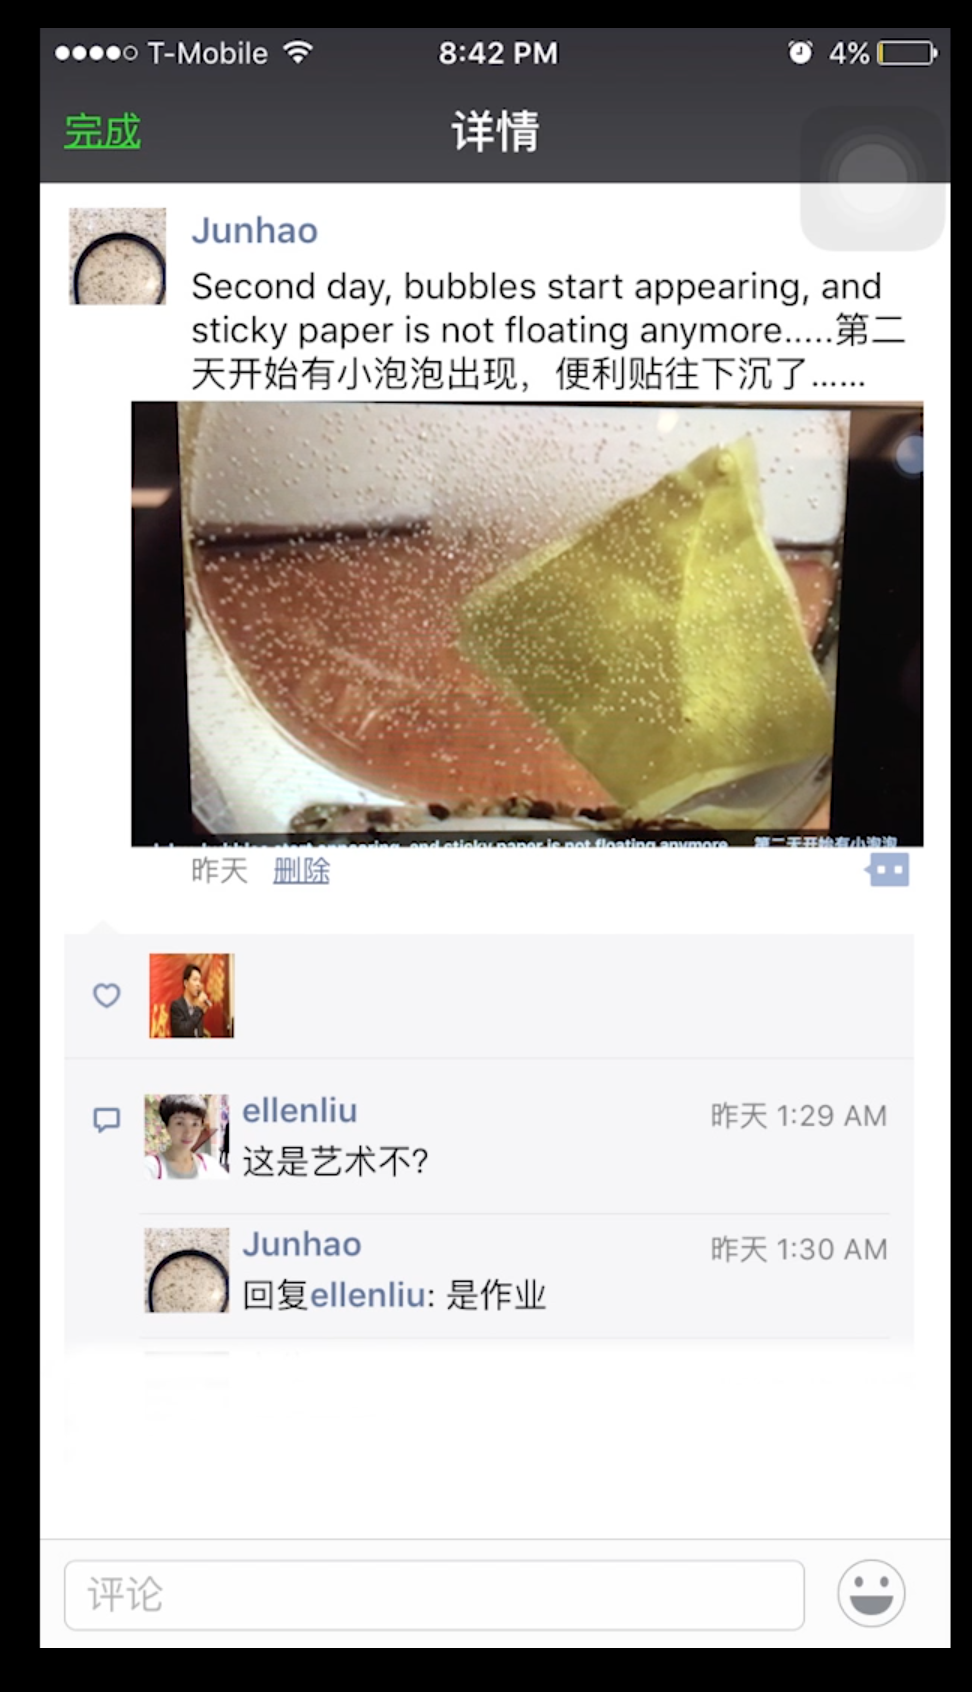 T-Mobile 8:42 PM 4%
完成 详情
Junhao
Second day, bubbles start appearing, and
sticky paper is not floating anymore.....第二
天开始有小泡泡出现，便利贴往下沉了......
bubbles start appearing, and sticky paper is not floating anymore 第二天开始有小泡泡
昨天 删除
ellenliu 昨天 1:29 AM
这是艺术不?
Junhao 昨天 1:30 AM
回复ellenliu: 是作业
评论